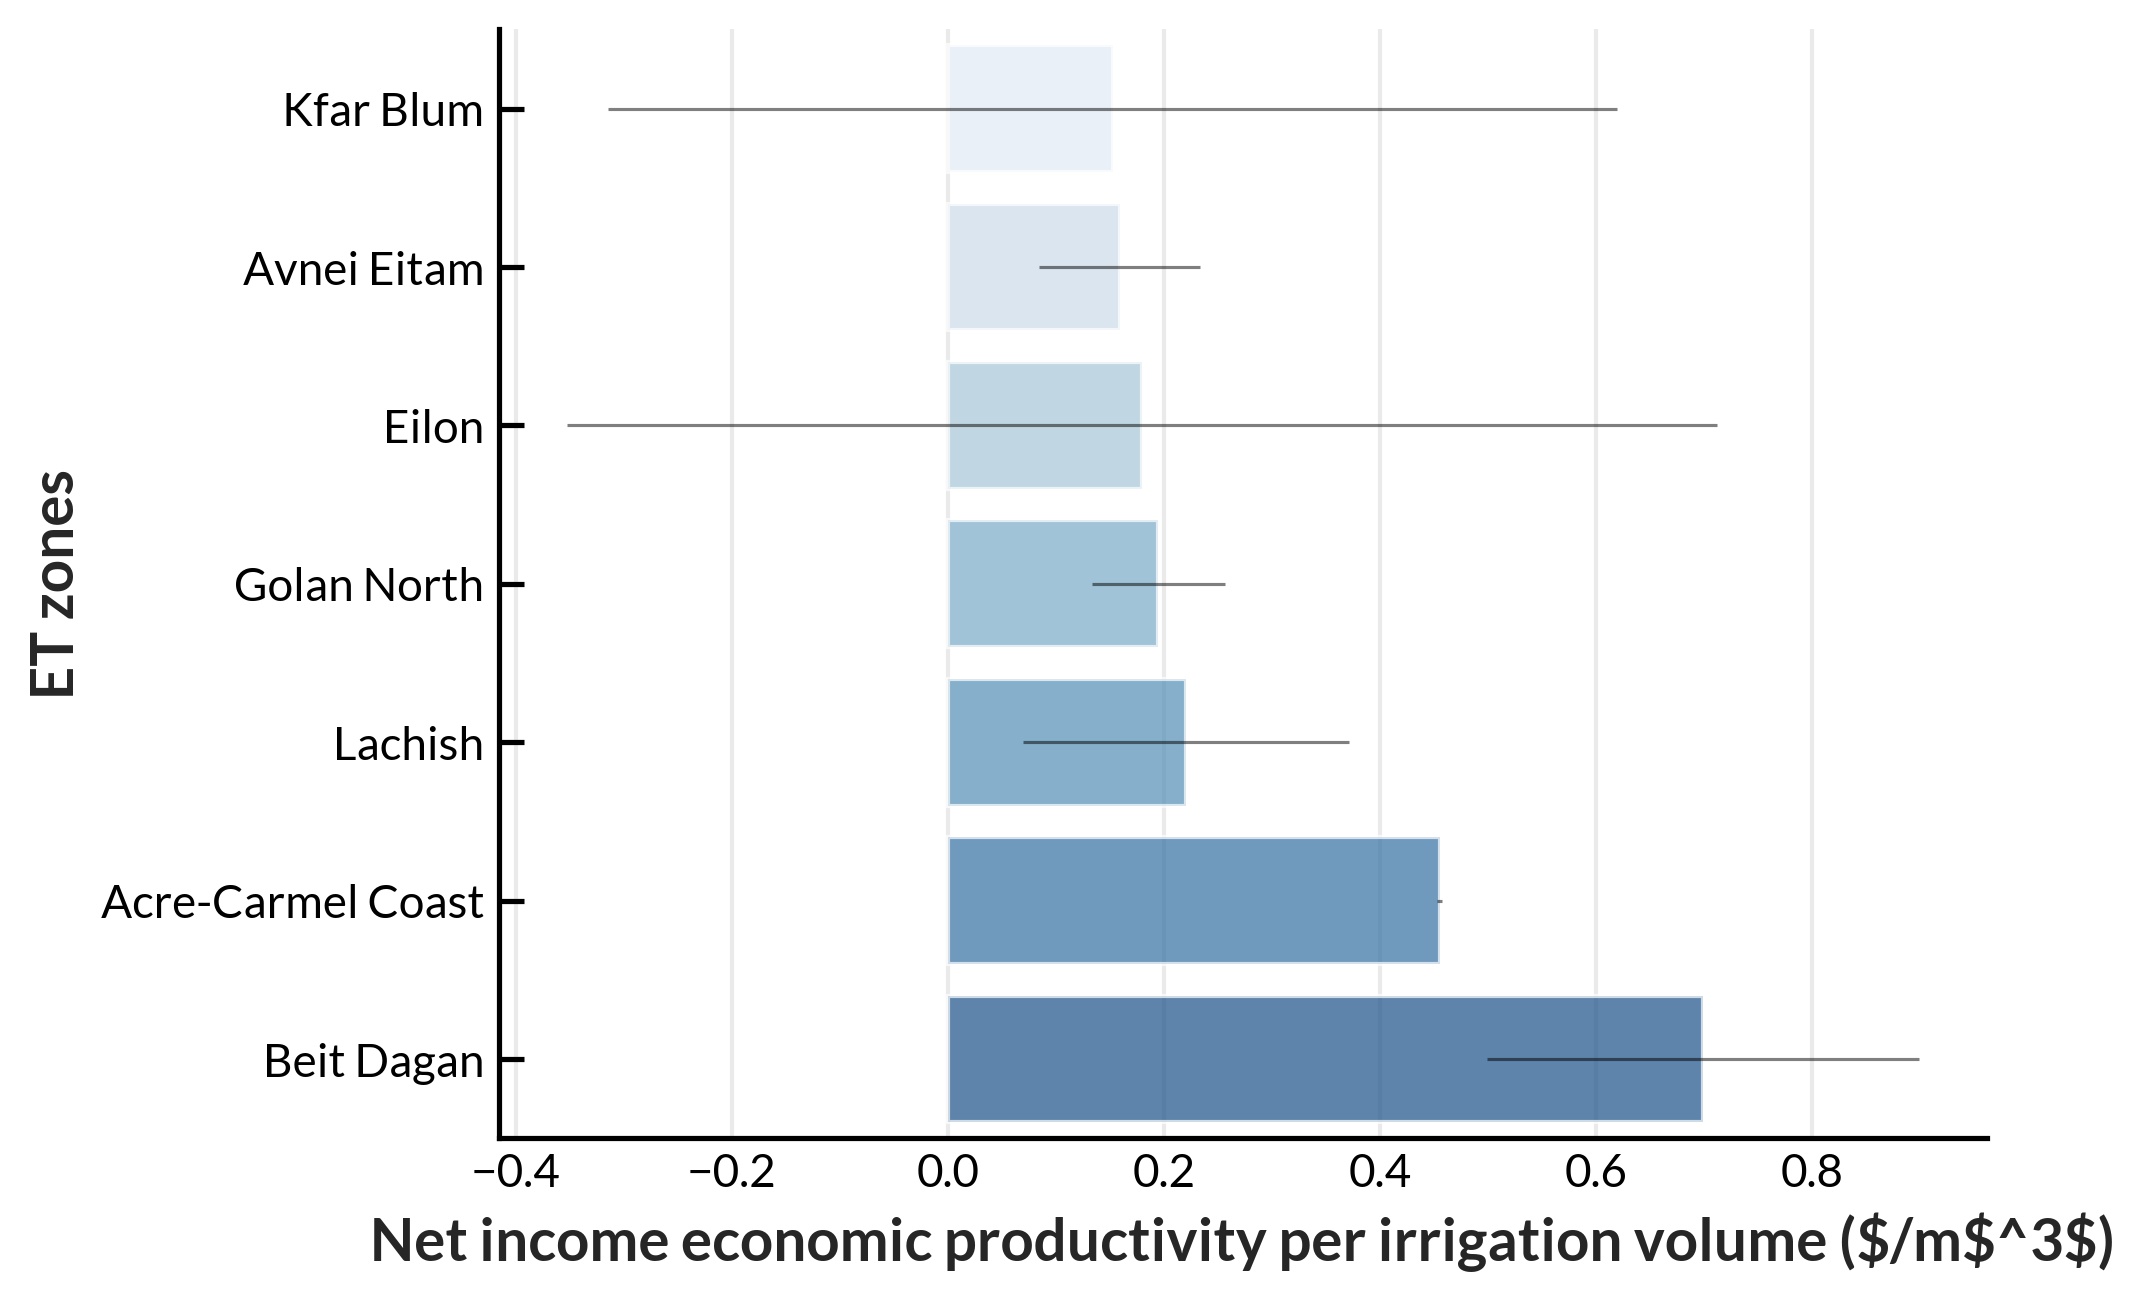 Kfar Blum
Avnei Eitam
Eilon
Golan North
Lachish
Acre-Carmel Coast
Beit Dagan
ET zones
−0.4 −0.2 0.0 0.2 0.4 0.6 0.8
Net income economic productivity per irrigation volume ($/m$^3$)